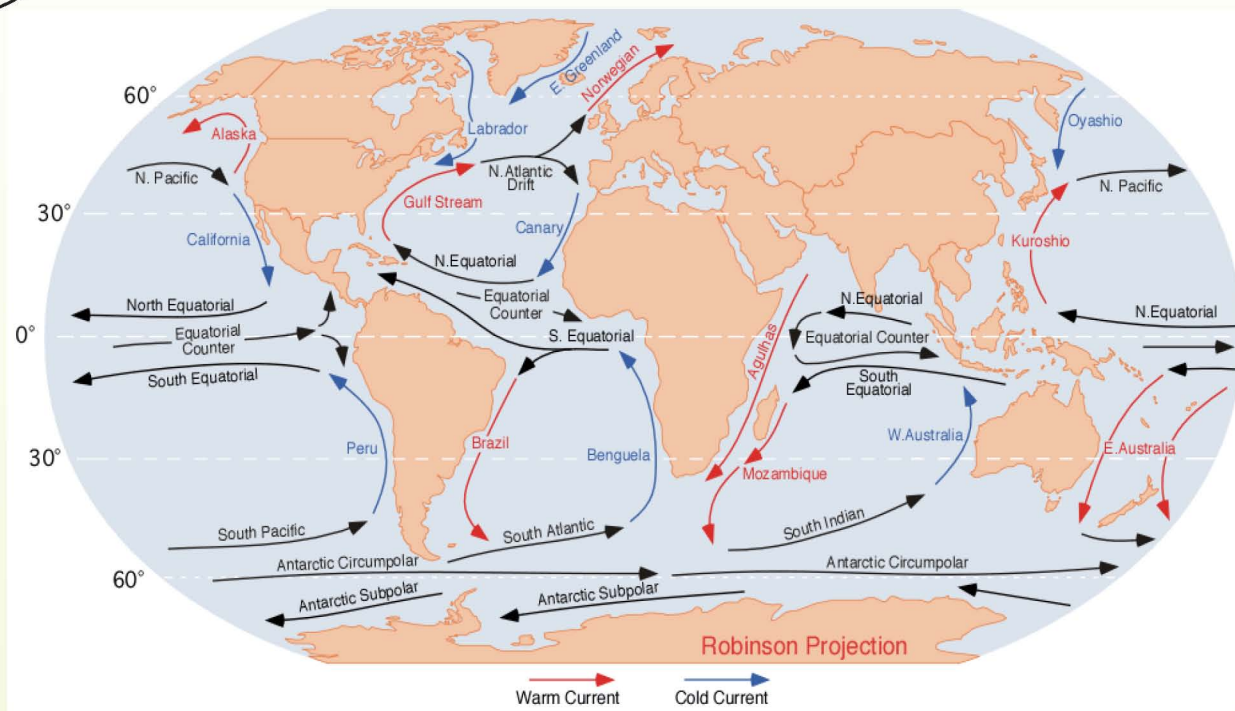 60°
30°
0°
30°
60°
E. Greenland
Norwegian
Alaska
Labrador
Oyashio
N. Pacific
N.Atlantic
Drift
N. Pacific
Gulf Stream
California
Canary
Kuroshio
N.Equatorial
North Equatorial
Equatorial
Counter
N.Equatorial
N.Equatorial
Equatorial
Counter
S. Equatorial
Equatorial Counter
South Equatorial
Agulhas
South
Equatorial
Peru
Brazil
Benguela
W.Australia
E.Australia
Mozambique
South Pacific
South Atlantic
South Indian
Antarctic Circumpolar
Antarctic Circumpolar
Antarctic Subpolar
Antarctic Subpolar
Robinson Projection
Warm Current
Cold Current